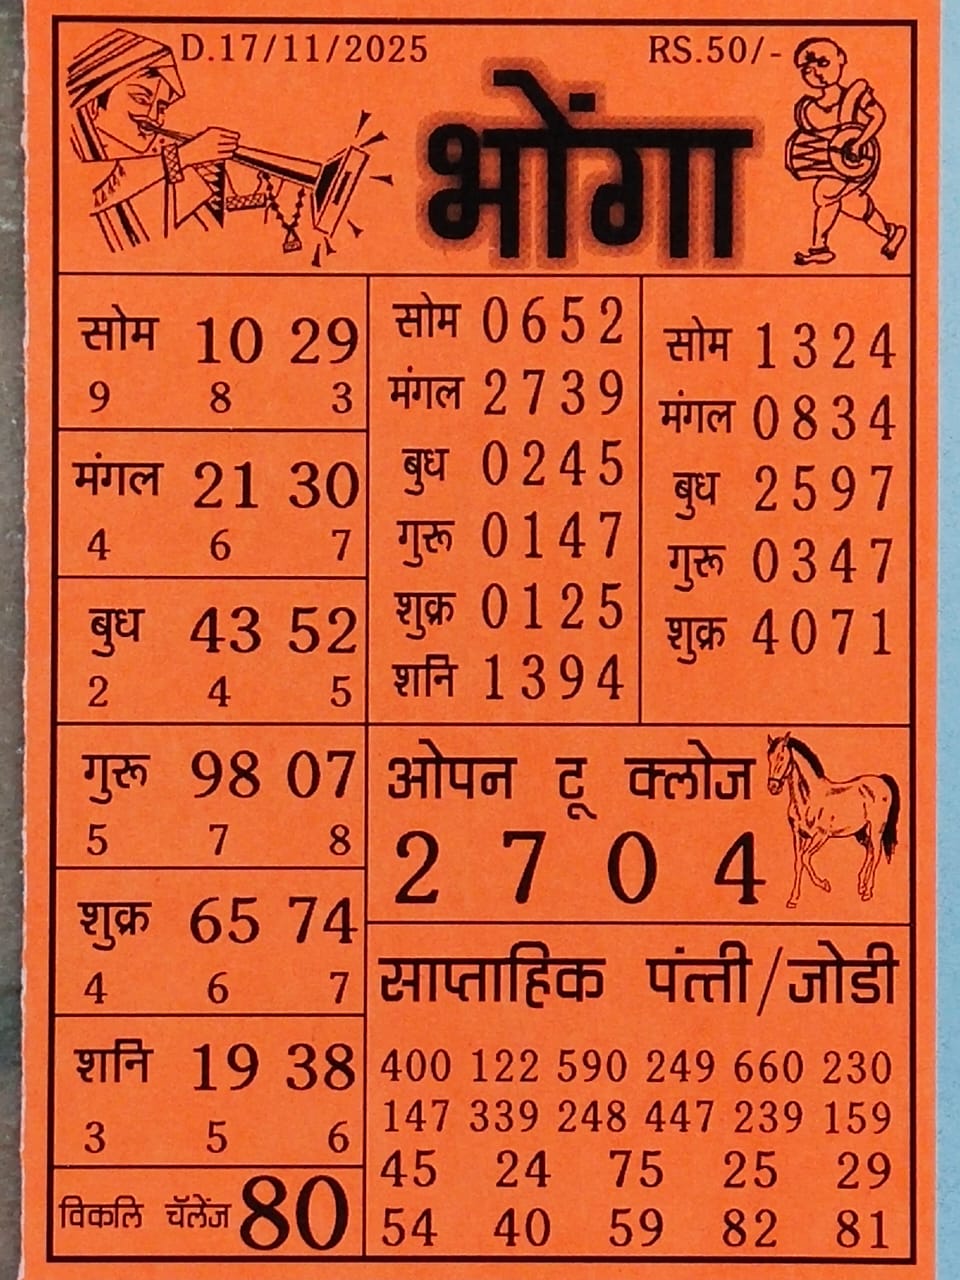 D.17/11/2025 RS.50/-
भोंगा
सोम 10 29
9 8 3
मंगल 21 30
4 6 7
बुध 43 52
2 4 5
गुरू 98 07
5 7 8
शुक्र 65 74
4 6 7
शनि 19 38
3 5 6
विकलि चॅलेंज 80
सोम 0652
मंगल 2739
बुध 0245
गुरू 0147
शुक्र 0125
शनि 1394
सोम 1324
मंगल 0834
बुध 2597
गुरू 0347
शुक्र 4071
ओपन टू क्लोज
2 7 0 4
साप्ताहिक पंत्ती/जोडी
400 122 590 249 660 230
147 339 248 447 239 159
45 24 75 25 29
54 40 59 82 81